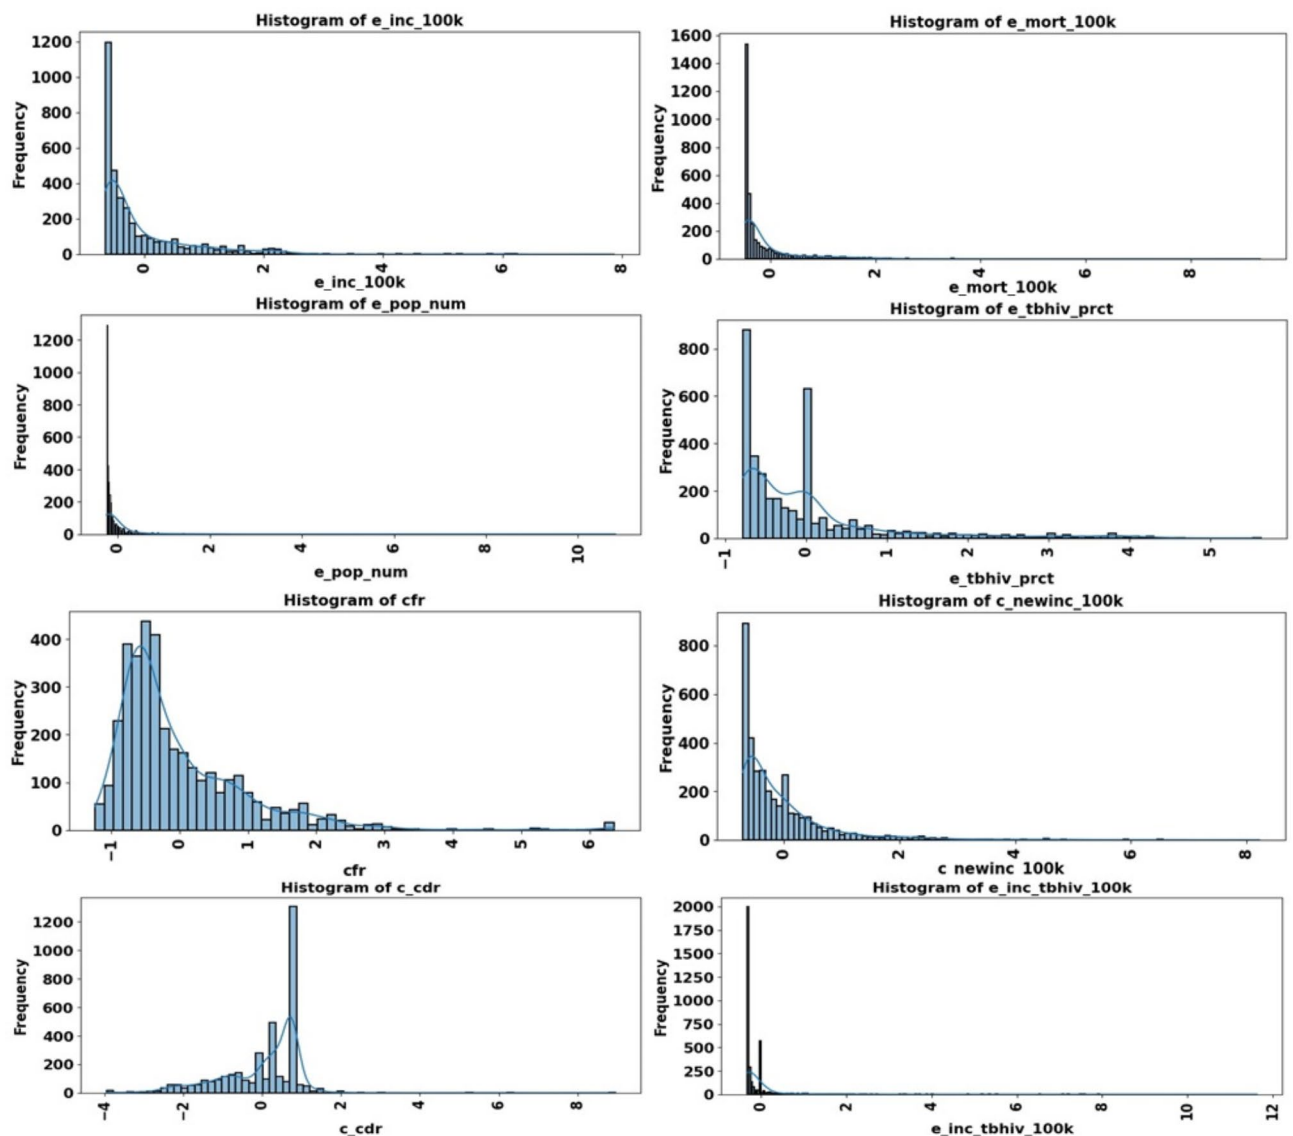 Histogram of e_inc_100k
1200
1000
800
600
400
200
0
Frequency
0 2 4 6 8
e_inc_100k
Histogram of e_mort_100k
1600
1400
1200
1000
800
600
400
200
0
Frequency
0 2 4 6 8
e_mort_100k
Histogram of e_pop_num
1200
1000
800
600
400
200
0
Frequency
0 2 4 6 8 10
e_pop_num
Histogram of e_tbhiv_prct
800
600
400
200
0
Frequency
−1 0 1 2 3 4 5
e_tbhiv_prct
Histogram of cfr
400
300
200
100
0
Frequency
−1 0 1 2 3 4 5 6
cfr
Histogram of c_newinc_100k
800
600
400
200
0
Frequency
0 2 4 6 8
c_newinc_100k
Histogram of c_cdr
1200
1000
800
600
400
200
0
Frequency
−4 −2 0 2 4 6 8
c_cdr
Histogram of e_inc_tbhiv_100k
2000
1750
1500
1250
1000
750
500
250
0
Frequency
0 2 4 6 8 10 12
e_inc_tbhiv_100k